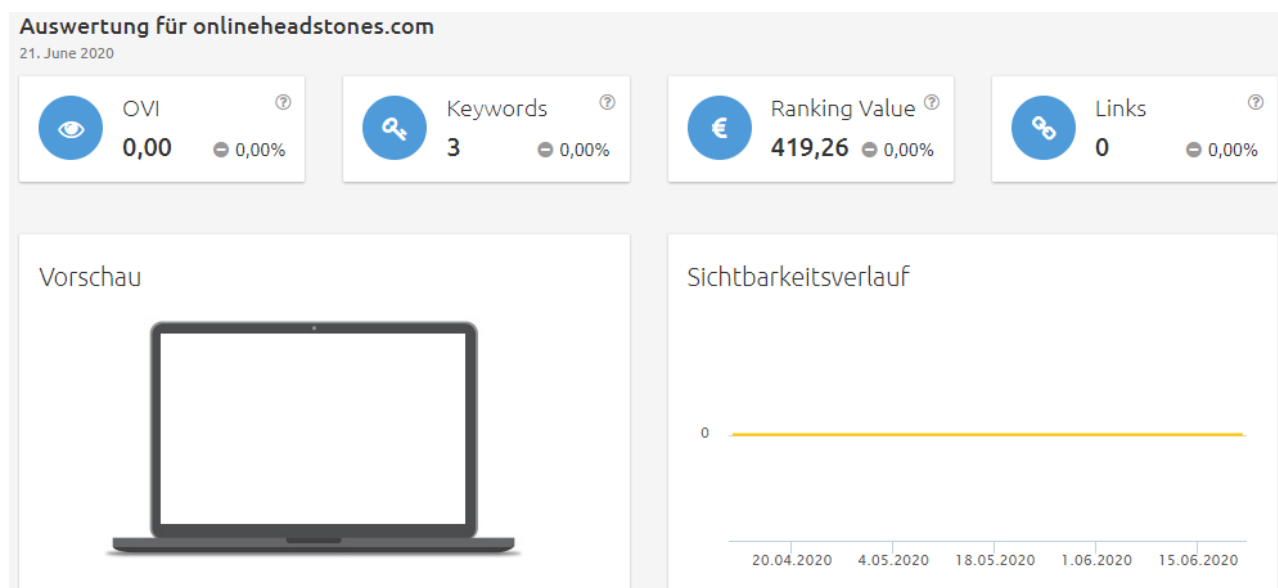 Auswertung für onlineheadstones.com
21. June 2020
OVI
0,00 0,00%
Keywords
3 0,00%
Ranking Value
419,26 0,00%
Links
0 0,00%
Vorschau
Sichtbarkeitsverlauf
0
20.04.2020 4.05.2020 18.05.2020 1.06.2020 15.06.2020